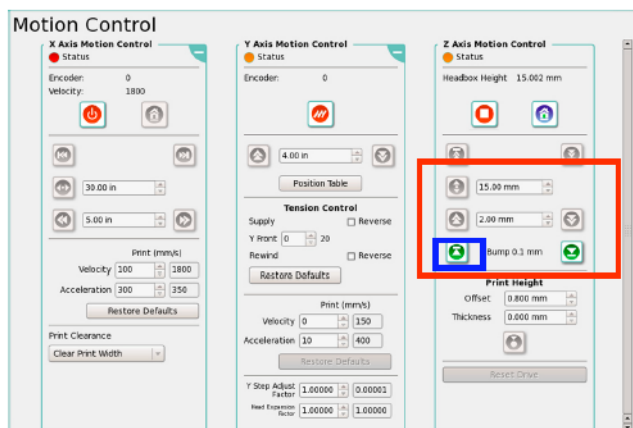 Motion Control
X Axis Motion Control
Status
Encoder: 0
Velocity: 1800
30.00 in
5.00 in
Print (mm/s)
Velocity 100 1800
Acceleration 300 350
Restore Defaults
Print Clearance
Clear Print Width
Y Axis Motion Control
Status
Encoder: 0
4.00 in
Position Table
Tension Control
Supply Reverse
Y Front 0 20
Rewind Reverse
Restore Defaults
Print (mm/s)
Velocity 0 150
Acceleration 10 400
Restore Defaults
Y Step Adjust
Factor 1.00000 0.00001
Factor 1.00000 1.00000
Z Axis Motion Control
Status
Headbox Height 15.002 mm
15.00 mm
2.00 mm
Bump 0.1 mm
Print Height
Offset 0.800 mm
Thickness 0.000 mm
Reset Drive